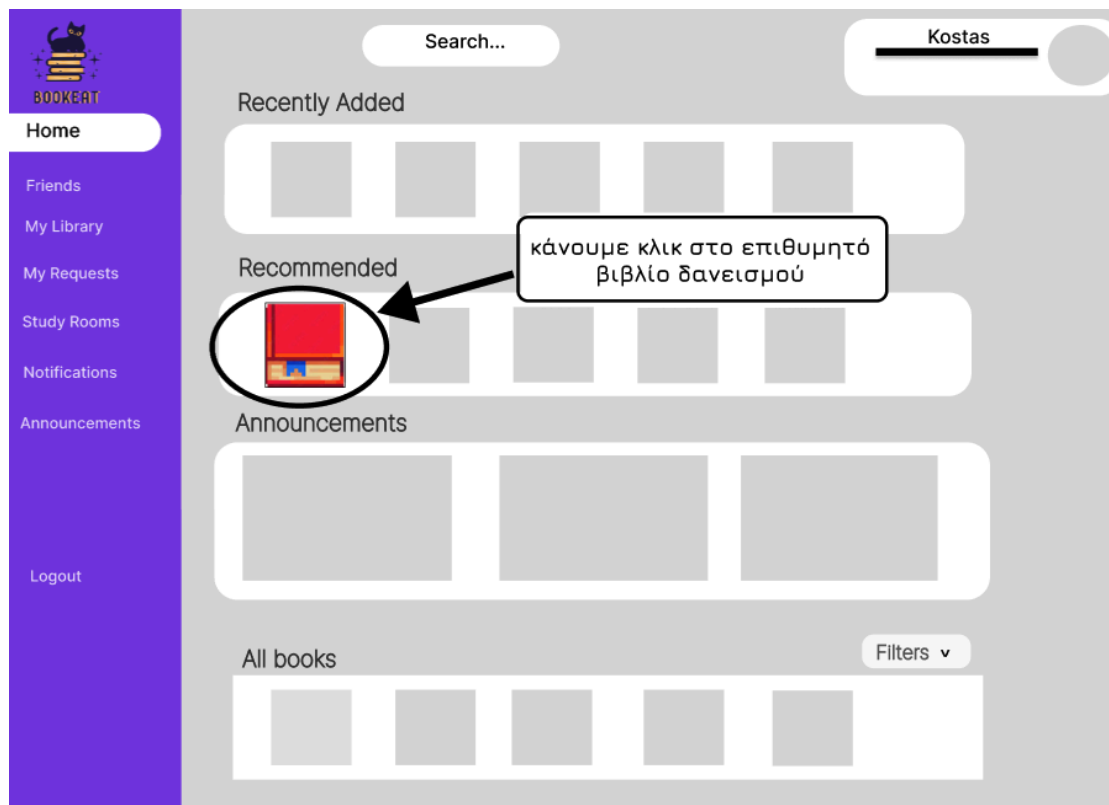 BOOKEAT
Home
Friends
My Library
My Requests
Study Rooms
Notifications
Announcements
Logout
Search...
Kostas
Recently Added
κάνουμε κλικ στο επιθυμητό
βιβλίο δανεισμού
Recommended
Announcements
All books
Filters v